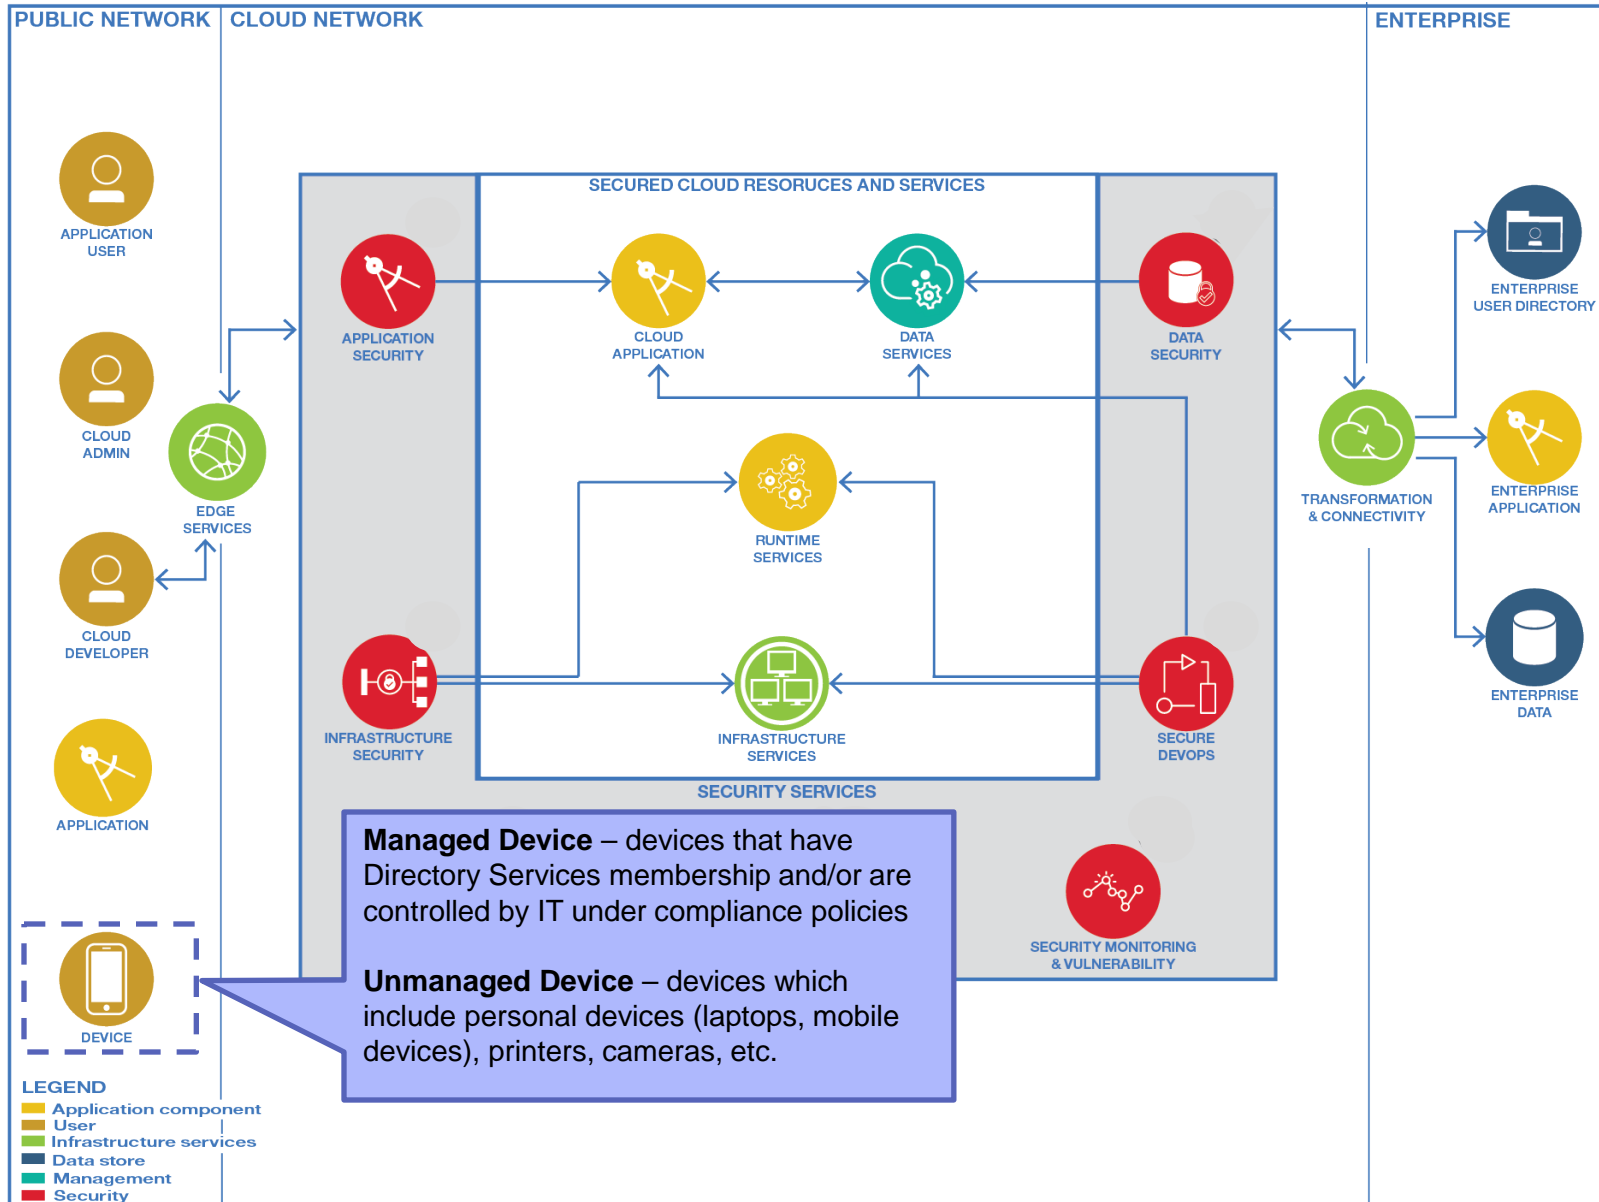 PUBLIC NETWORK
CLOUD NETWORK
ENTERPRISE
APPLICATION
USER
CLOUD
ADMIN
CLOUD
DEVELOPER
APPLICATION
DEVICE
EDGE
SERVICES
SECURED CLOUD RESORUCES AND SERVICES
APPLICATION
SECURITY
CLOUD
APPLICATION
DATA
SERVICES
DATA
SECURITY
RUNTIME
SERVICES
INFRASTRUCTURE
SECURITY
INFRASTRUCTURE
SERVICES
SECURE
DEVOPS
SECURITY SERVICES
SECURITY MONITORING
& VULNERABILITY
TRANSFORMATION
& CONNECTIVITY
ENTERPRISE
USER DIRECTORY
ENTERPRISE
APPLICATION
ENTERPRISE
DATA
Managed Device – devices that have
Directory Services membership and/or are
controlled by IT under compliance policies
Unmanaged Device – devices which
include personal devices (laptops, mobile
devices), printers, cameras, etc.
LEGEND
Application component
User
Infrastructure services
Data store
Management
Security